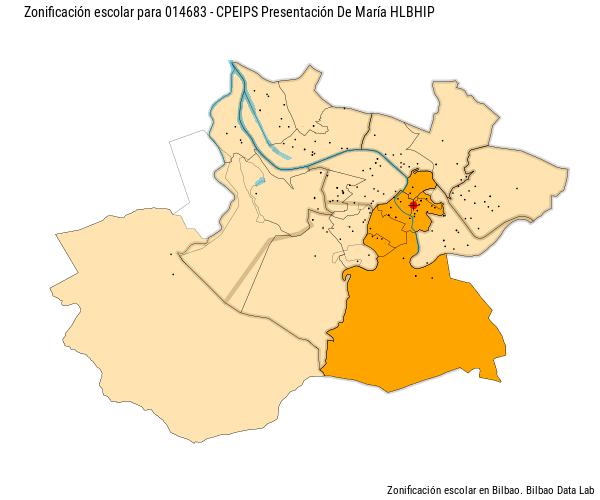 Zonificación escolar para 014683 - CPEIPS Presentación De María HLBHIP
Zonificación escolar en Bilbao. Bilbao Data Lab